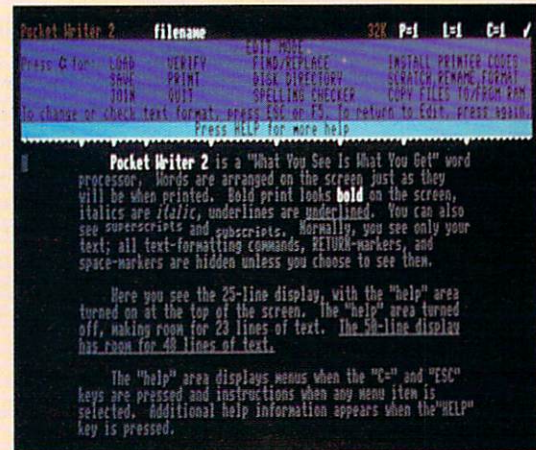 Pocket Writer 2 filename 32K P=1 L=1 C=1 ✓
EDIT MODE
Press C= for: LOAD VERIFY FIND/REPLACE INSTALL PRINTER CODES
SAVE PRINT DISK DIRECTORY SCRATCH, RENAME, FORMAT
JOIN QUIT SPELLING CHECKER COPY FILES TO/FROM RAM
To change or check text format, press ESC or F5. To return to Edit, press again.
Press HELP for more help
Pocket Writer 2 is a "What You See Is What You Get" word
processor. Words are arranged on the screen just as they
will be when printed. Bold print looks bold on the screen,
italics are italic, underlines are underlined. You can also
see superscripts and subscripts. Normally, you see only your
text; all text-formatting commands, RETURN-markers, and
space-markers are hidden unless you choose to see them.
Here you see the 25-line display, with the "help" area
turned on at the top of the screen. The "help" area turned
off, making room for 23 lines of text. The 50-line display
has room for 48 lines of text.
The "help" area displays menus when the "C=" and "ESC"
keys are pressed and instructions when any menu item is
selected. Additional help information appears when the"HELP"
key is pressed.